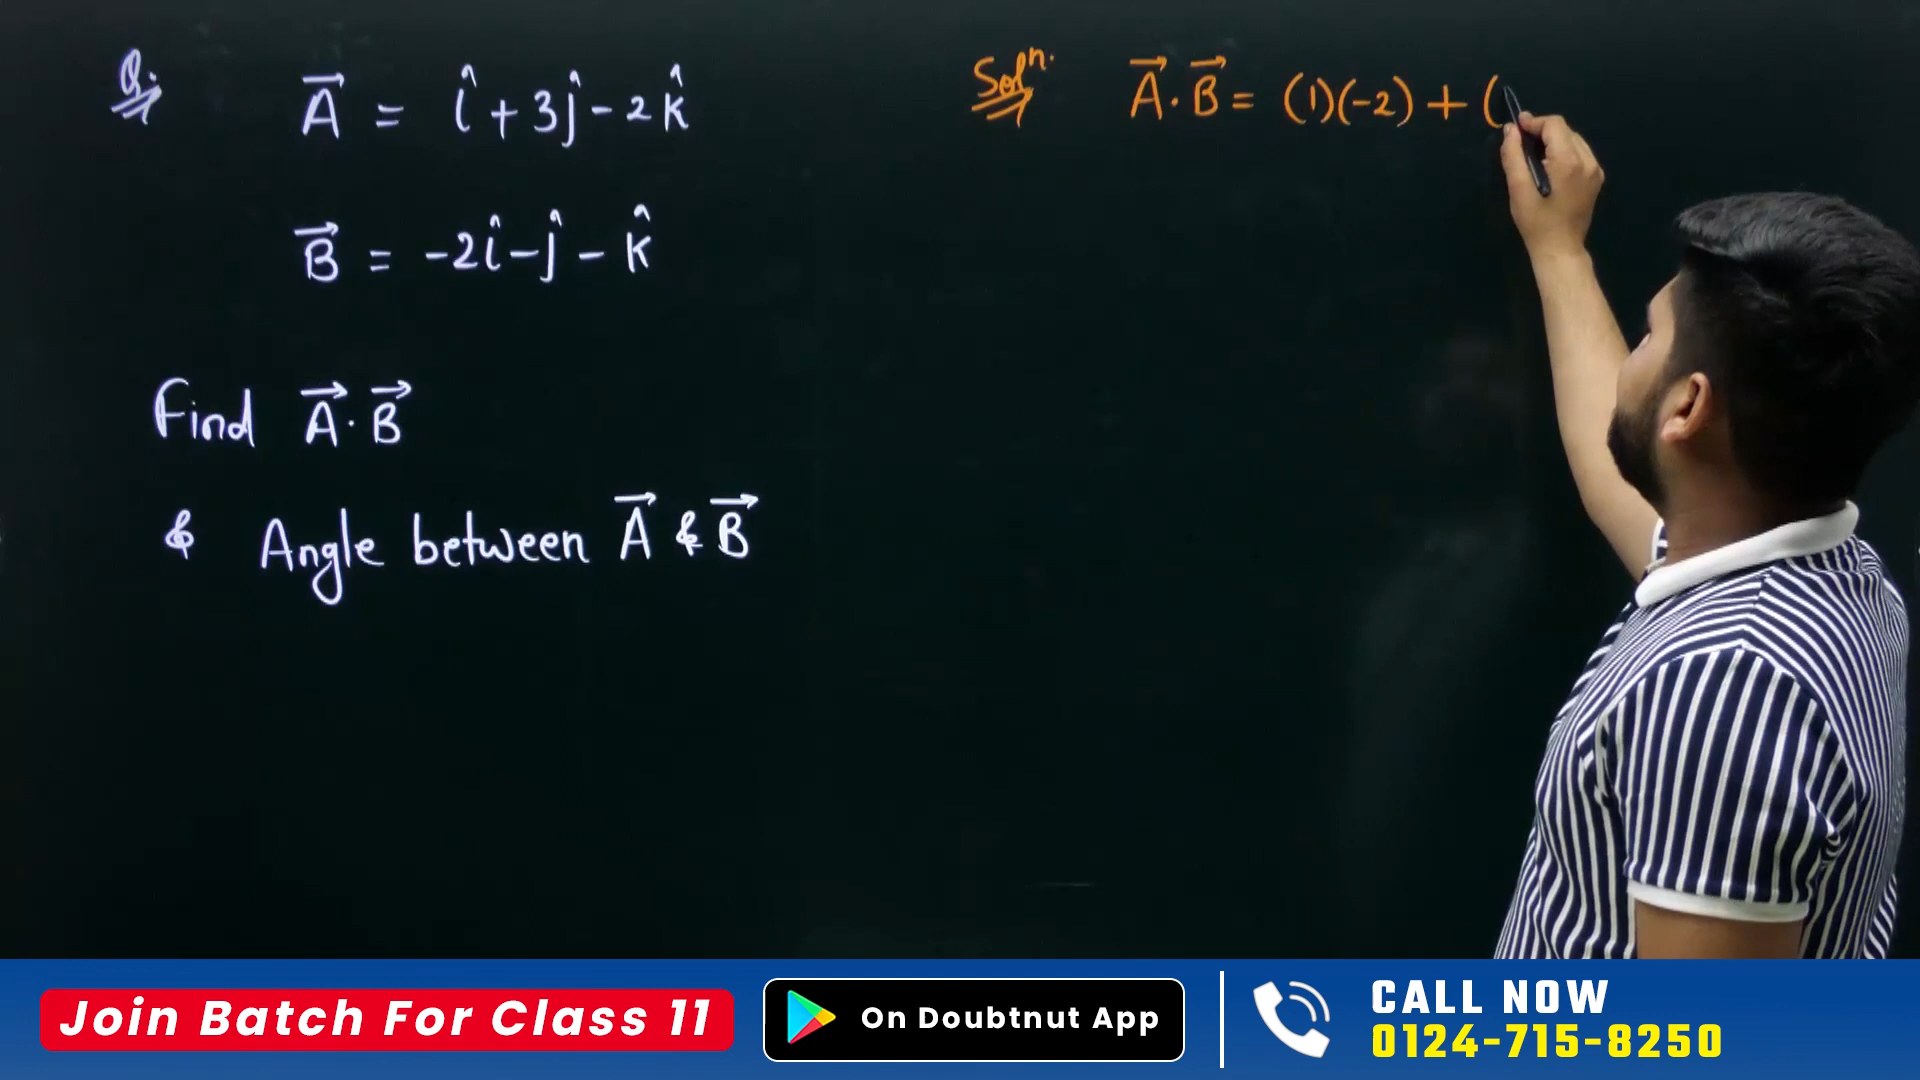 Q. A⃗ = î + 3ĵ - 2k̂
B⃗ = -2î - ĵ - k̂
Find A⃗ . B⃗
& Angle between A⃗ & B⃗
Solⁿ. A⃗ . B⃗ = (1)(-2) + (
Join Batch For Class 11
On Doubtnut App
CALL NOW
0124-715-8250